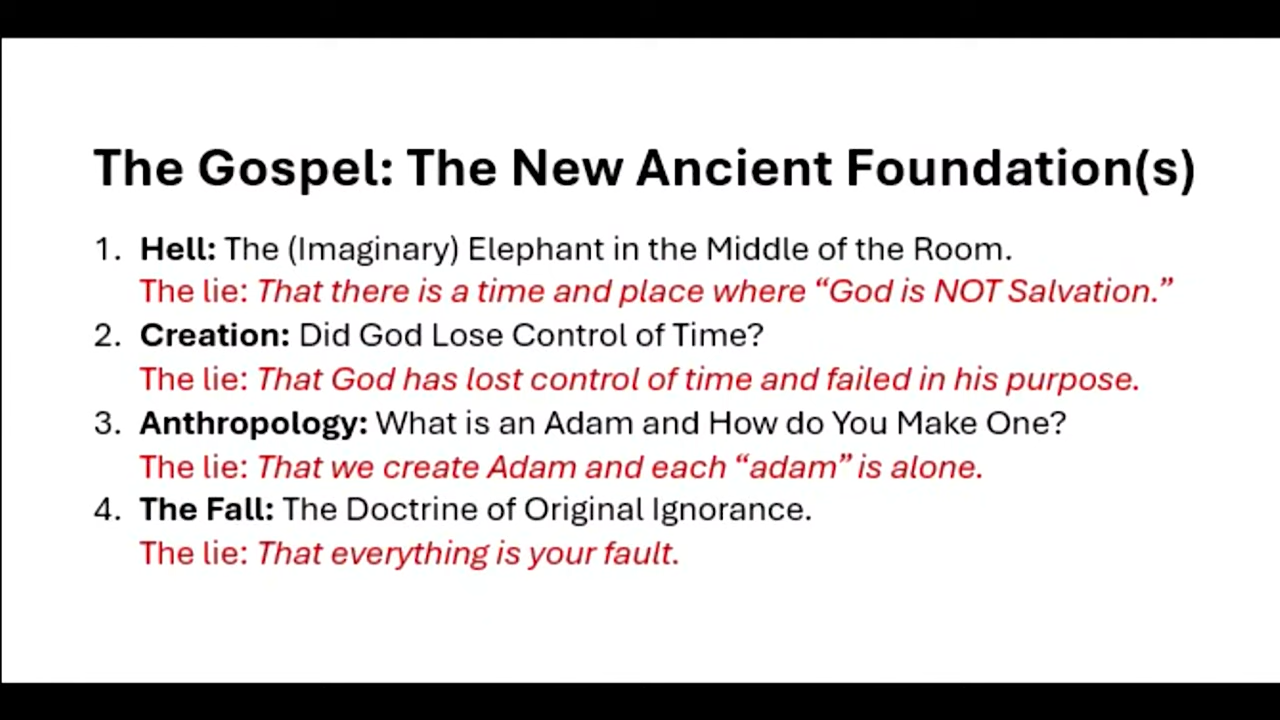 The Gospel: The New Ancient Foundation(s)
1. Hell: The (Imaginary) Elephant in the Middle of the Room.
The lie: That there is a time and place where “God is NOT Salvation.”
2. Creation: Did God Lose Control of Time?
The lie: That God has lost control of time and failed in his purpose.
3. Anthropology: What is an Adam and How do You Make One?
The lie: That we create Adam and each “adam” is alone.
4. The Fall: The Doctrine of Original Ignorance.
The lie: That everything is your fault.